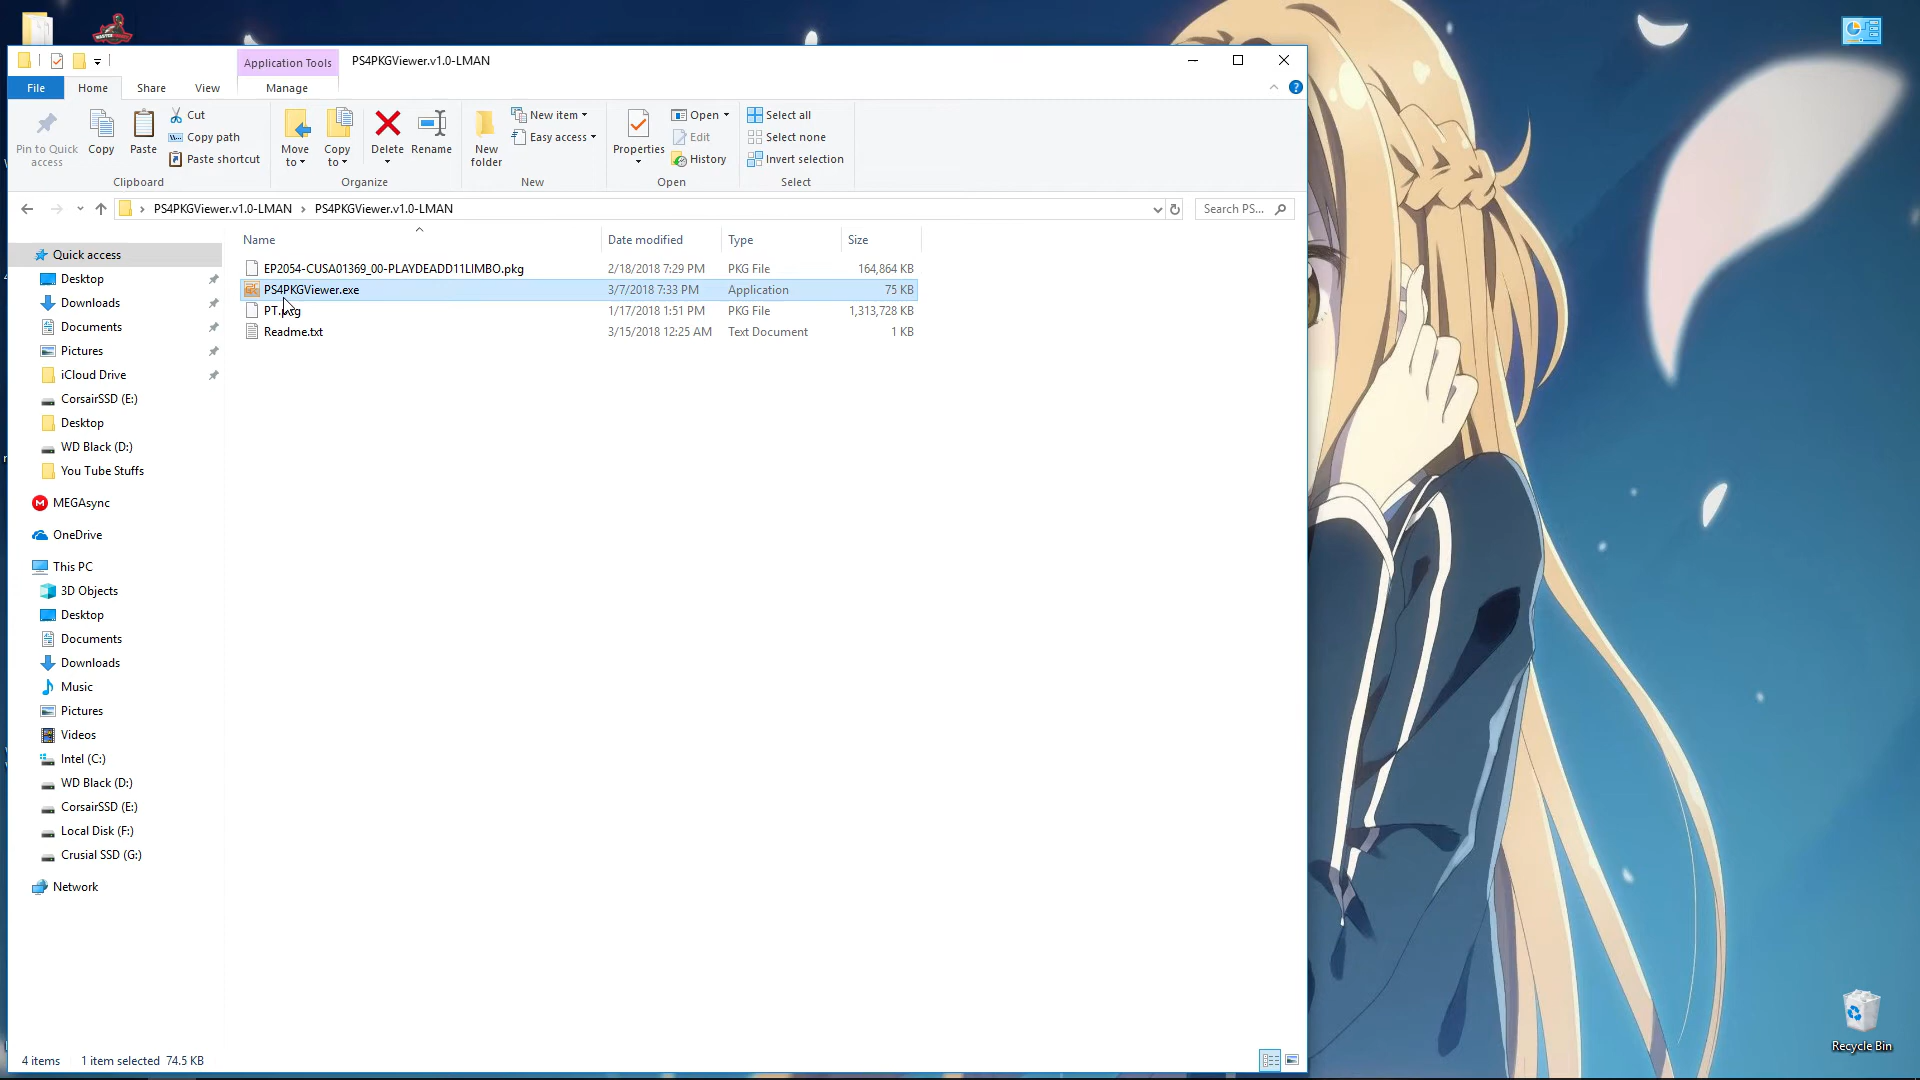 Application Tools
PS4PKGViewer.v1.0-LMAN
File
Home
Share
View
Manage
Pin to Quick access
Copy
Paste
Cut
Copy path
Paste shortcut
Clipboard
Move to
Copy to
Delete
Rename
Organize
New folder
New item
Easy access
New
Properties
Open
Edit
History
Open
Select all
Select none
Invert selection
Select
PS4PKGViewer.v1.0-LMAN › PS4PKGViewer.v1.0-LMAN
Search PS...
Name Date modified Type Size
EP2054-CUSA01369_00-PLAYDEADD11LIMBO.pkg 2/18/2018 7:29 PM PKG File 164,864 KB
PS4PKGViewer.exe 3/7/2018 7:33 PM Application 75 KB
PT.pkg 1/17/2018 1:51 PM PKG File 1,313,728 KB
Readme.txt 3/15/2018 12:25 AM Text Document 1 KB
Quick access
Desktop
Downloads
Documents
Pictures
iCloud Drive
CorsairSSD (E:)
Desktop
WD Black (D:)
You Tube Stuffs
MEGAsync
OneDrive
This PC
3D Objects
Desktop
Documents
Downloads
Music
Pictures
Videos
Intel (C:)
WD Black (D:)
CorsairSSD (E:)
Local Disk (F:)
Crusial SSD (G:)
Network
4 items 1 item selected 74.5 KB
Recycle Bin